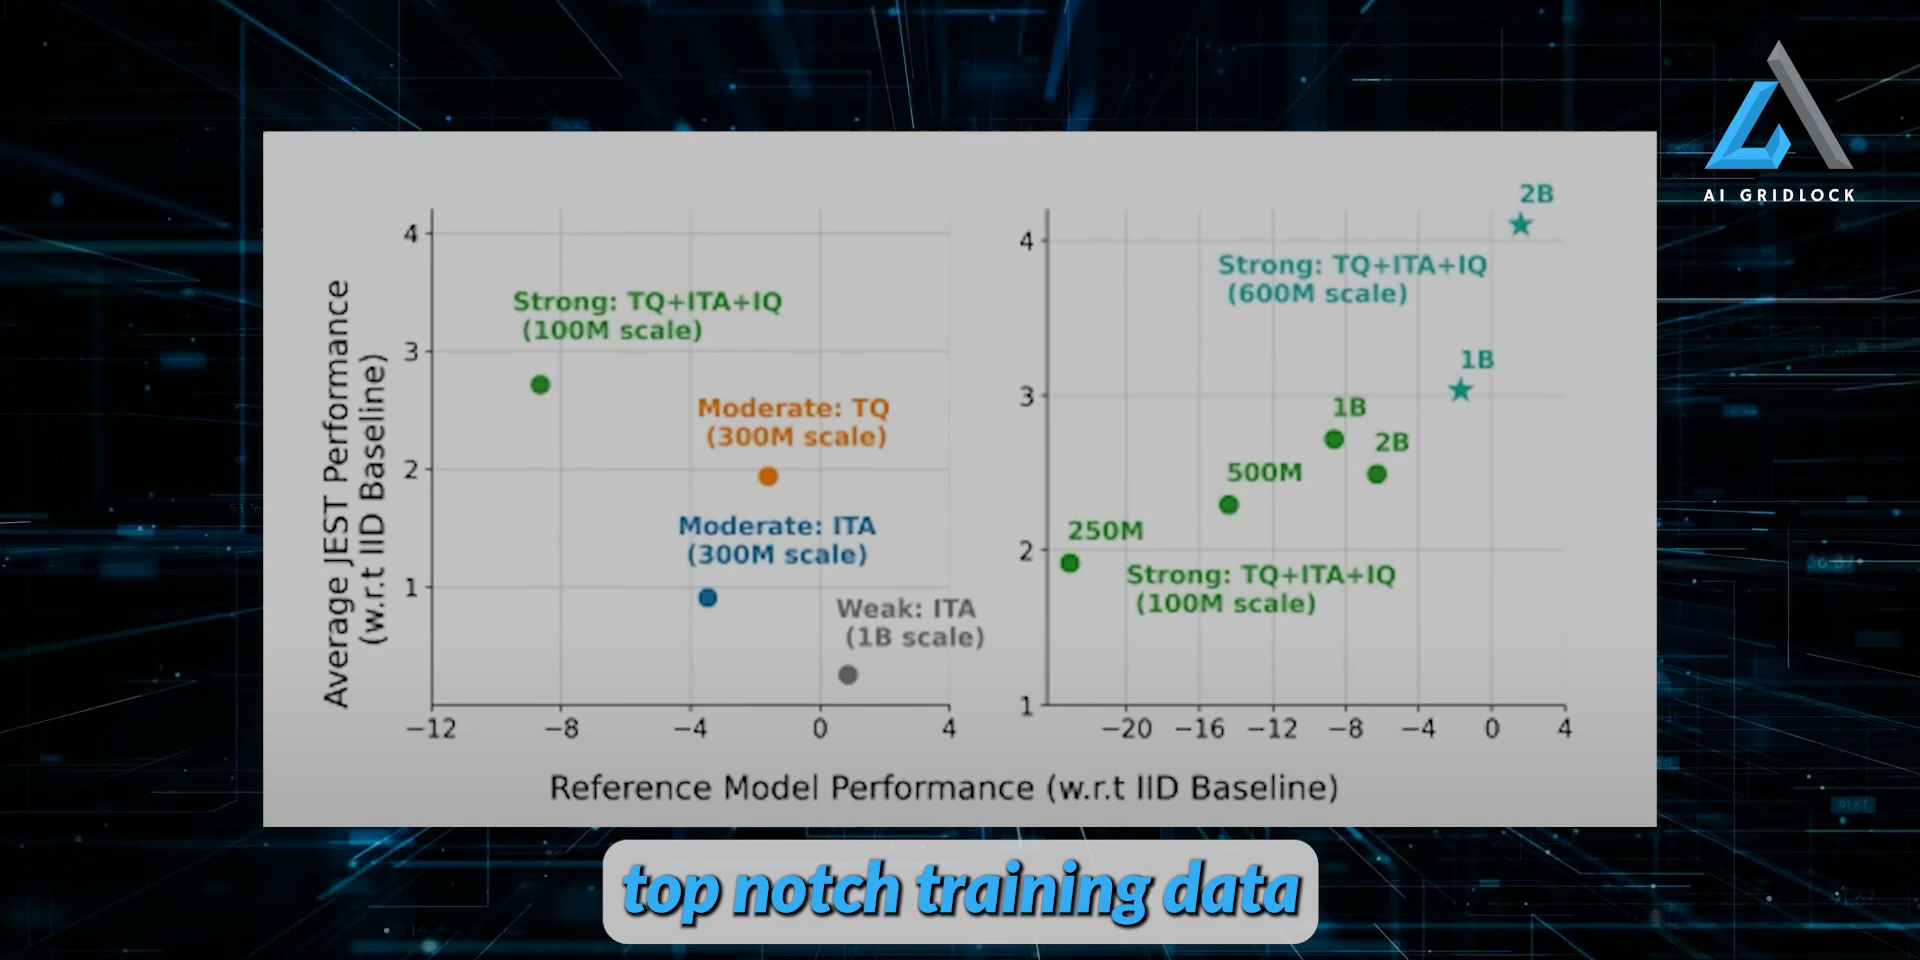 AI GRIDLOCK
Average JEST Performance
(w.r.t IID Baseline)
4
3
2
1
Strong: TQ+ITA+IQ
(100M scale)
Moderate: TQ
(300M scale)
Moderate: ITA
(300M scale)
Weak: ITA
(1B scale)
−12 −8 −4 0 4
4
3
2
1
2B
Strong: TQ+ITA+IQ
(600M scale)
1B
1B
2B
500M
250M
Strong: TQ+ITA+IQ
(100M scale)
−20 −16 −12 −8 −4 0 4
Reference Model Performance (w.r.t IID Baseline)
top notch training data